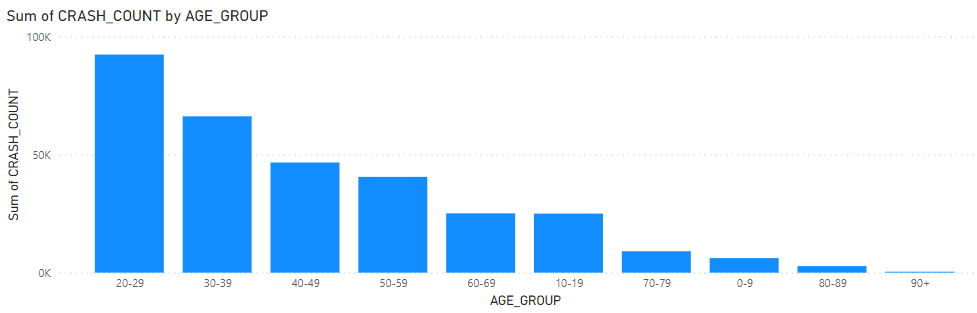 Sum of CRASH_COUNT by AGE_GROUP
100K
50K
0K
Sum of CRASH_COUNT
20-29 30-39 40-49 50-59 60-69 10-19 70-79 0-9 80-89 90+
AGE_GROUP